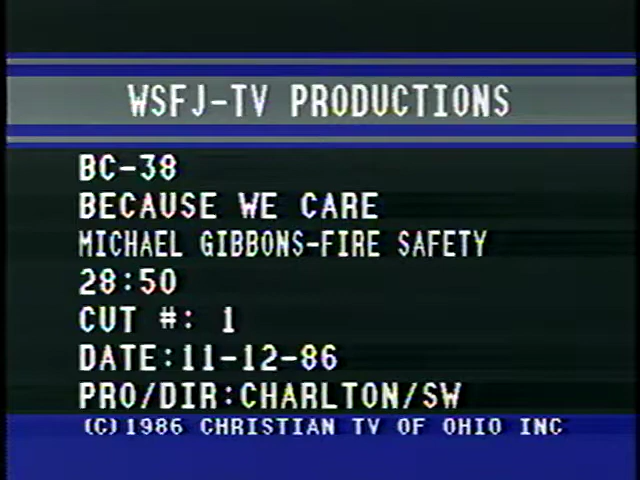 WSFJ-TV PRODUCTIONS
BC-38
BECAUSE WE CARE
MICHAEL GIBBONS-FIRE SAFETY
28:50
CUT #: 1
DATE:11-12-86
PRO/DIR:CHARLTON/SW
(C)1986 CHRISTIAN TV OF OHIO INC